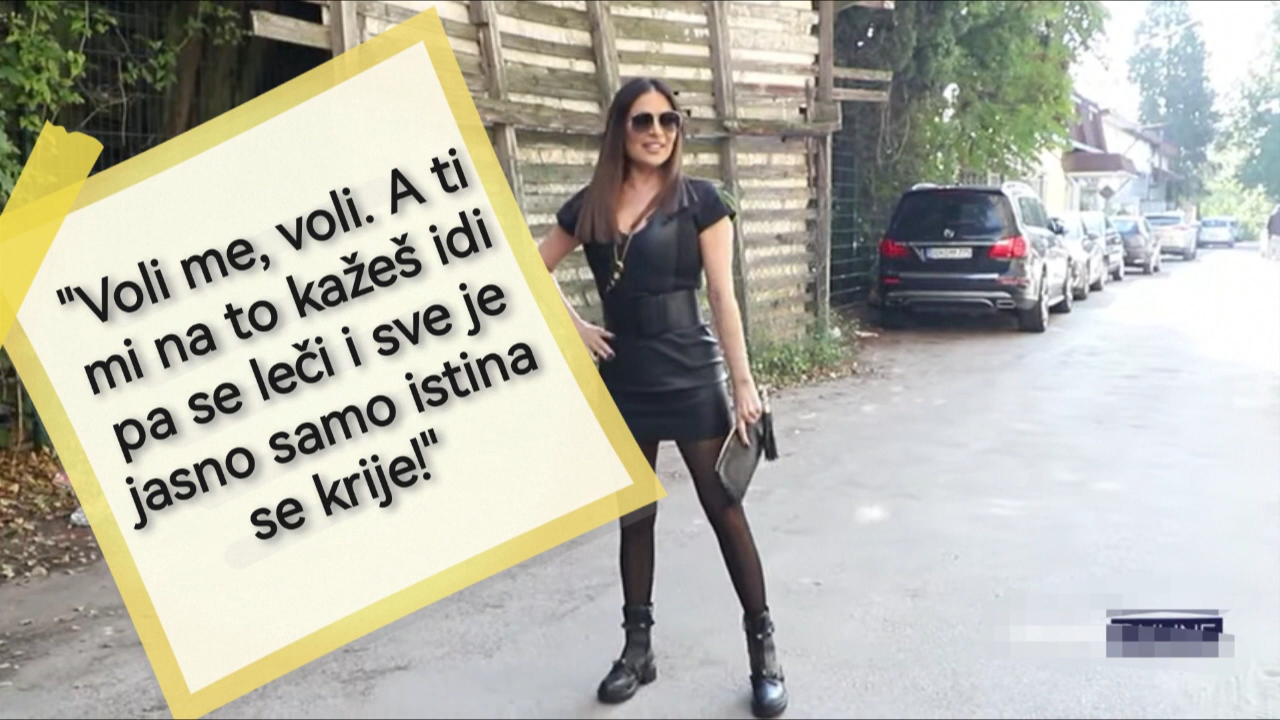 "Voli me, voli. A ti
mi na to kažeš idi
pa se leči i sve je
jasno samo istina
se krije!"